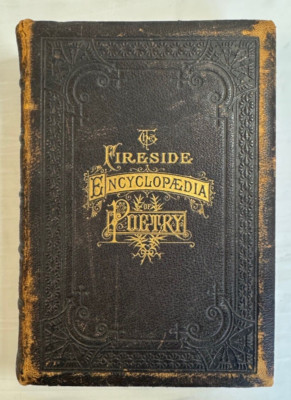 THE
FIRESIDE
ENCYCLOPÆDIA
OF
POETRY